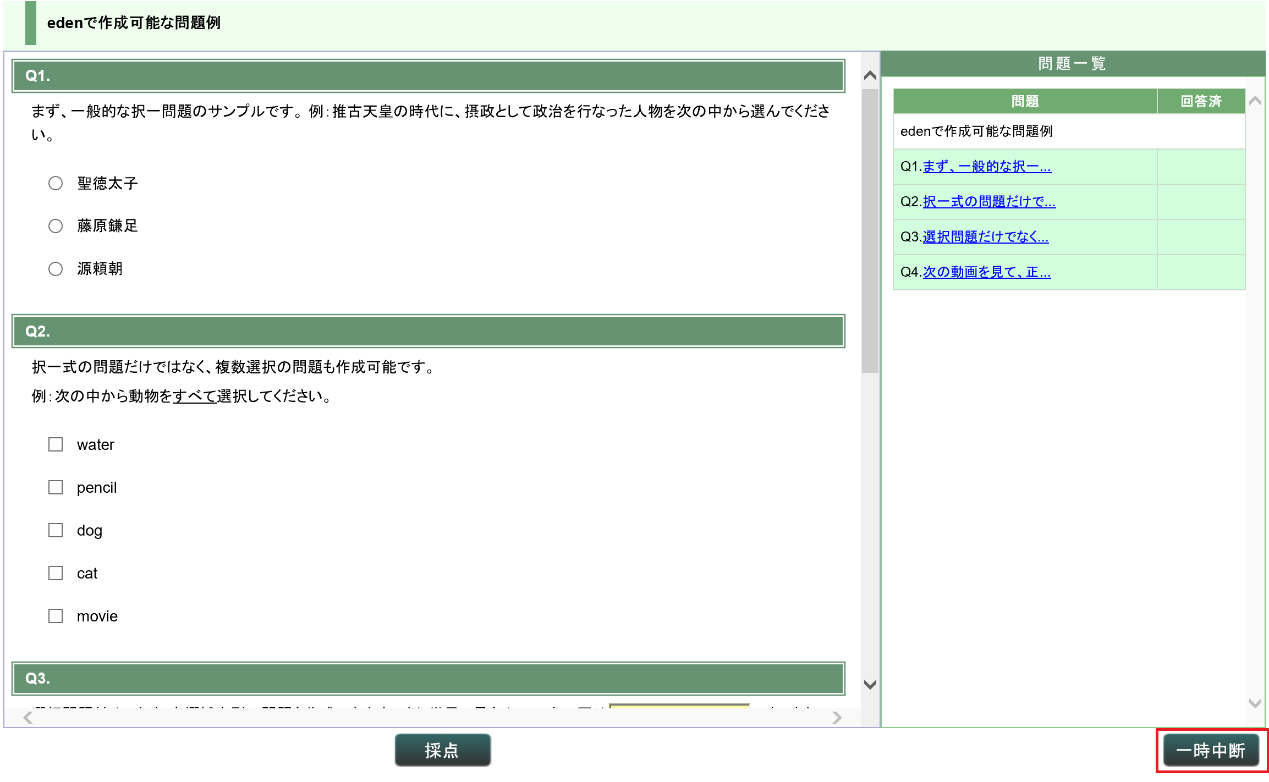 edenで作成可能な問題例
Q1.
まず、一般的な択一問題のサンプルです。例:推古天皇の時代に、摂政として政治を行なった人物を次の中から選んでくださ
い。
聖徳太子
藤原鎌足
源頼朝
Q2.
択一式の問題だけではなく、複数選択の問題も作成可能です。
例:次の中から動物をすべて選択してください。
water
pencil
dog
cat
movie
Q3.
採点
問題一覧
問題 回答済
edenで作成可能な問題例
Q1.まず、一般的な択一...
Q2.択一式の問題だけで...
Q3.選択問題だけでなく...
Q4.次の動画を見て、正...
一時中断